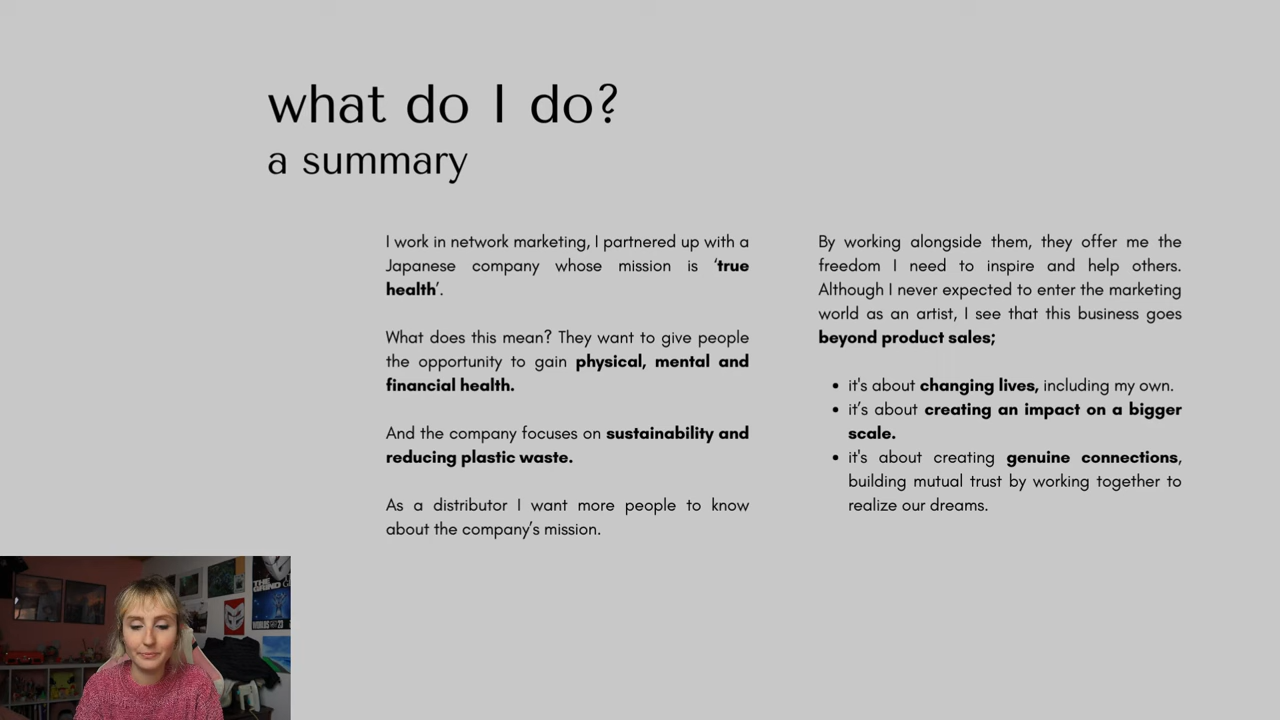 what do I do?
a summary
I work in network marketing, I partnered up with a
Japanese company whose mission is ‘true
health’.
What does this mean? They want to give people
the opportunity to gain physical, mental and
financial health.
And the company focuses on sustainability and
reducing plastic waste.
As a distributor I want more people to know
about the company’s mission.
By working alongside them, they offer me the
freedom I need to inspire and help others.
Although I never expected to enter the marketing
world as an artist, I see that this business goes
beyond product sales;
• it's about changing lives, including my own.
• it’s about creating an impact on a bigger
scale.
• it's about creating genuine connections,
building mutual trust by working together to
realize our dreams.
THE
GRIND
WORLDS 23